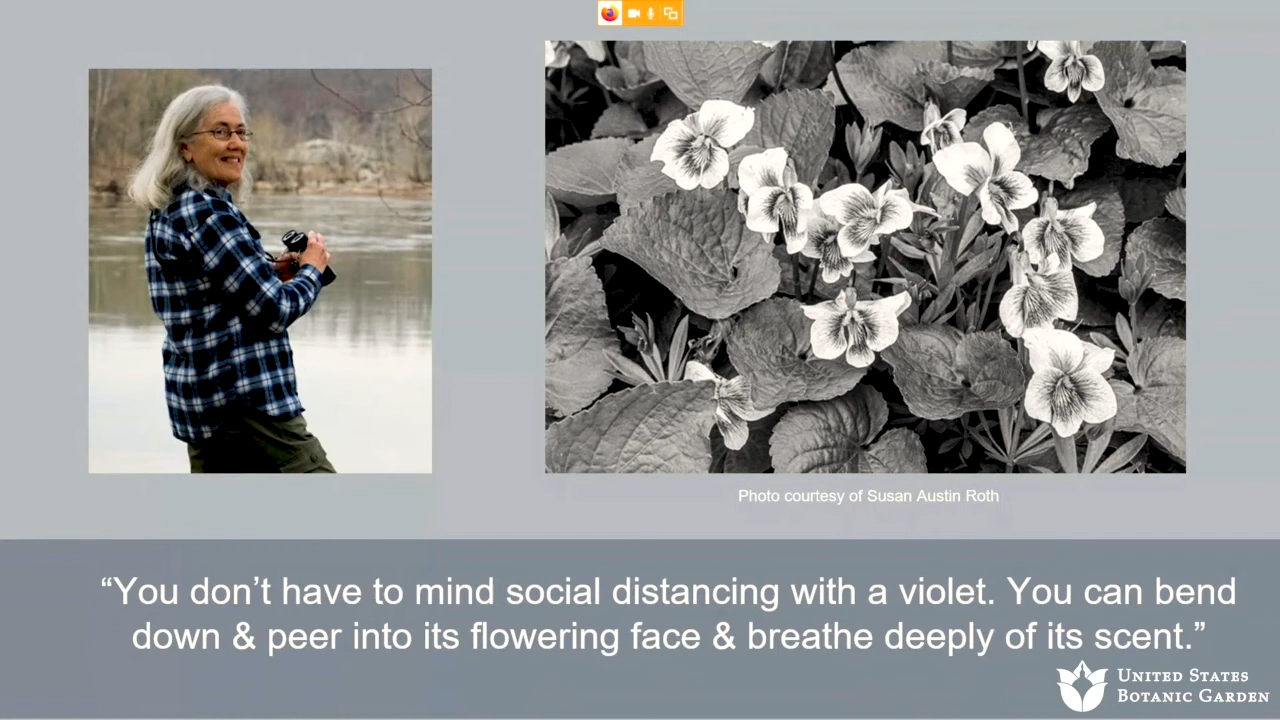 Photo courtesy of Susan Austin Roth
“You don’t have to mind social distancing with a violet. You can bend
down & peer into its flowering face & breathe deeply of its scent.”
UNITED STATES
BOTANIC GARDEN